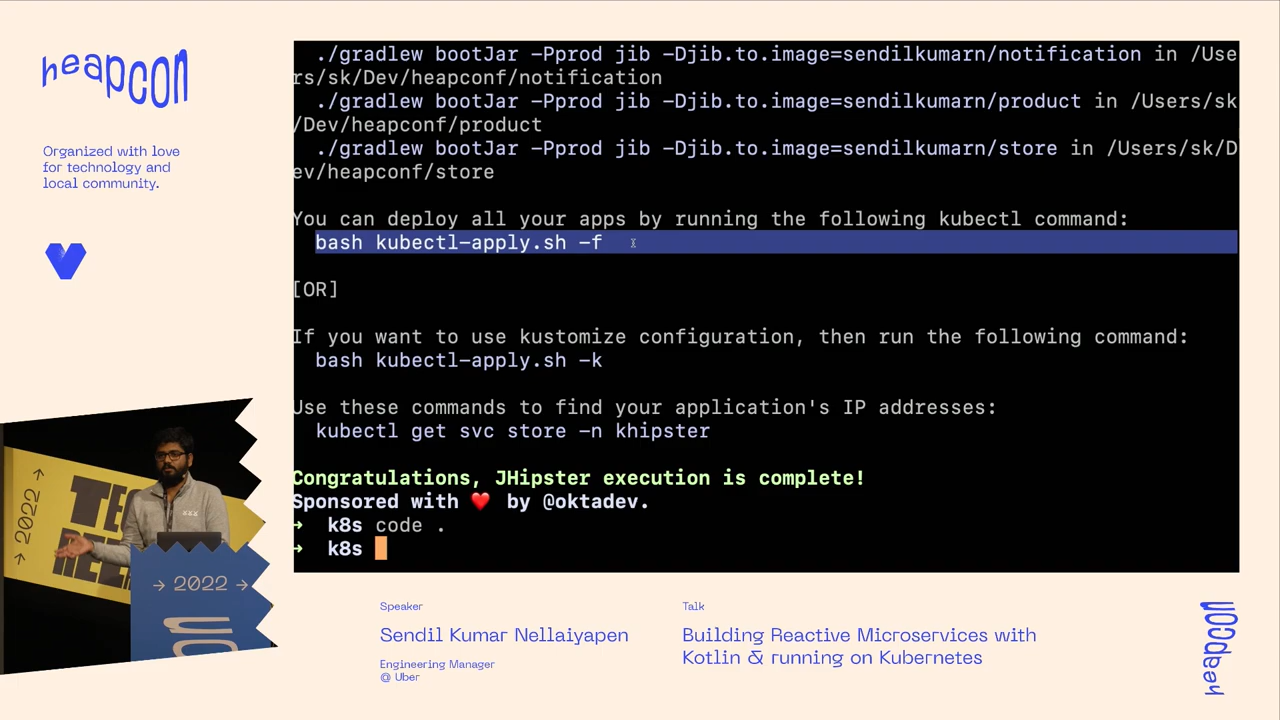 heapcon
Organized with love
for technology and
local community.
./gradlew bootJar -Pprod jib -Djib.to.image=sendilkumarn/notification in /Use
rs/sk/Dev/heapconf/notification
./gradlew bootJar -Pprod jib -Djib.to.image=sendilkumarn/product in /Users/sk
/Dev/heapconf/product
./gradlew bootJar -Pprod jib -Djib.to.image=sendilkumarn/store in /Users/sk/D
ev/heapconf/store
You can deploy all your apps by running the following kubectl command:
bash kubectl-apply.sh -f
[OR]
If you want to use kustomize configuration, then run the following command:
bash kubectl-apply.sh -k
Use these commands to find your application's IP addresses:
kubectl get svc store -n khipster
Congratulations, JHipster execution is complete!
Sponsored with ❤️ by @oktadev.
➜ k8s code .
➜ k8s
→ 2022 →
→ 2022 →
Speaker
Sendil Kumar Nellaiyapen
Engineering Manager
@ Uber
Talk
Building Reactive Microservices with
Kotlin & running on Kubernetes
heapcon